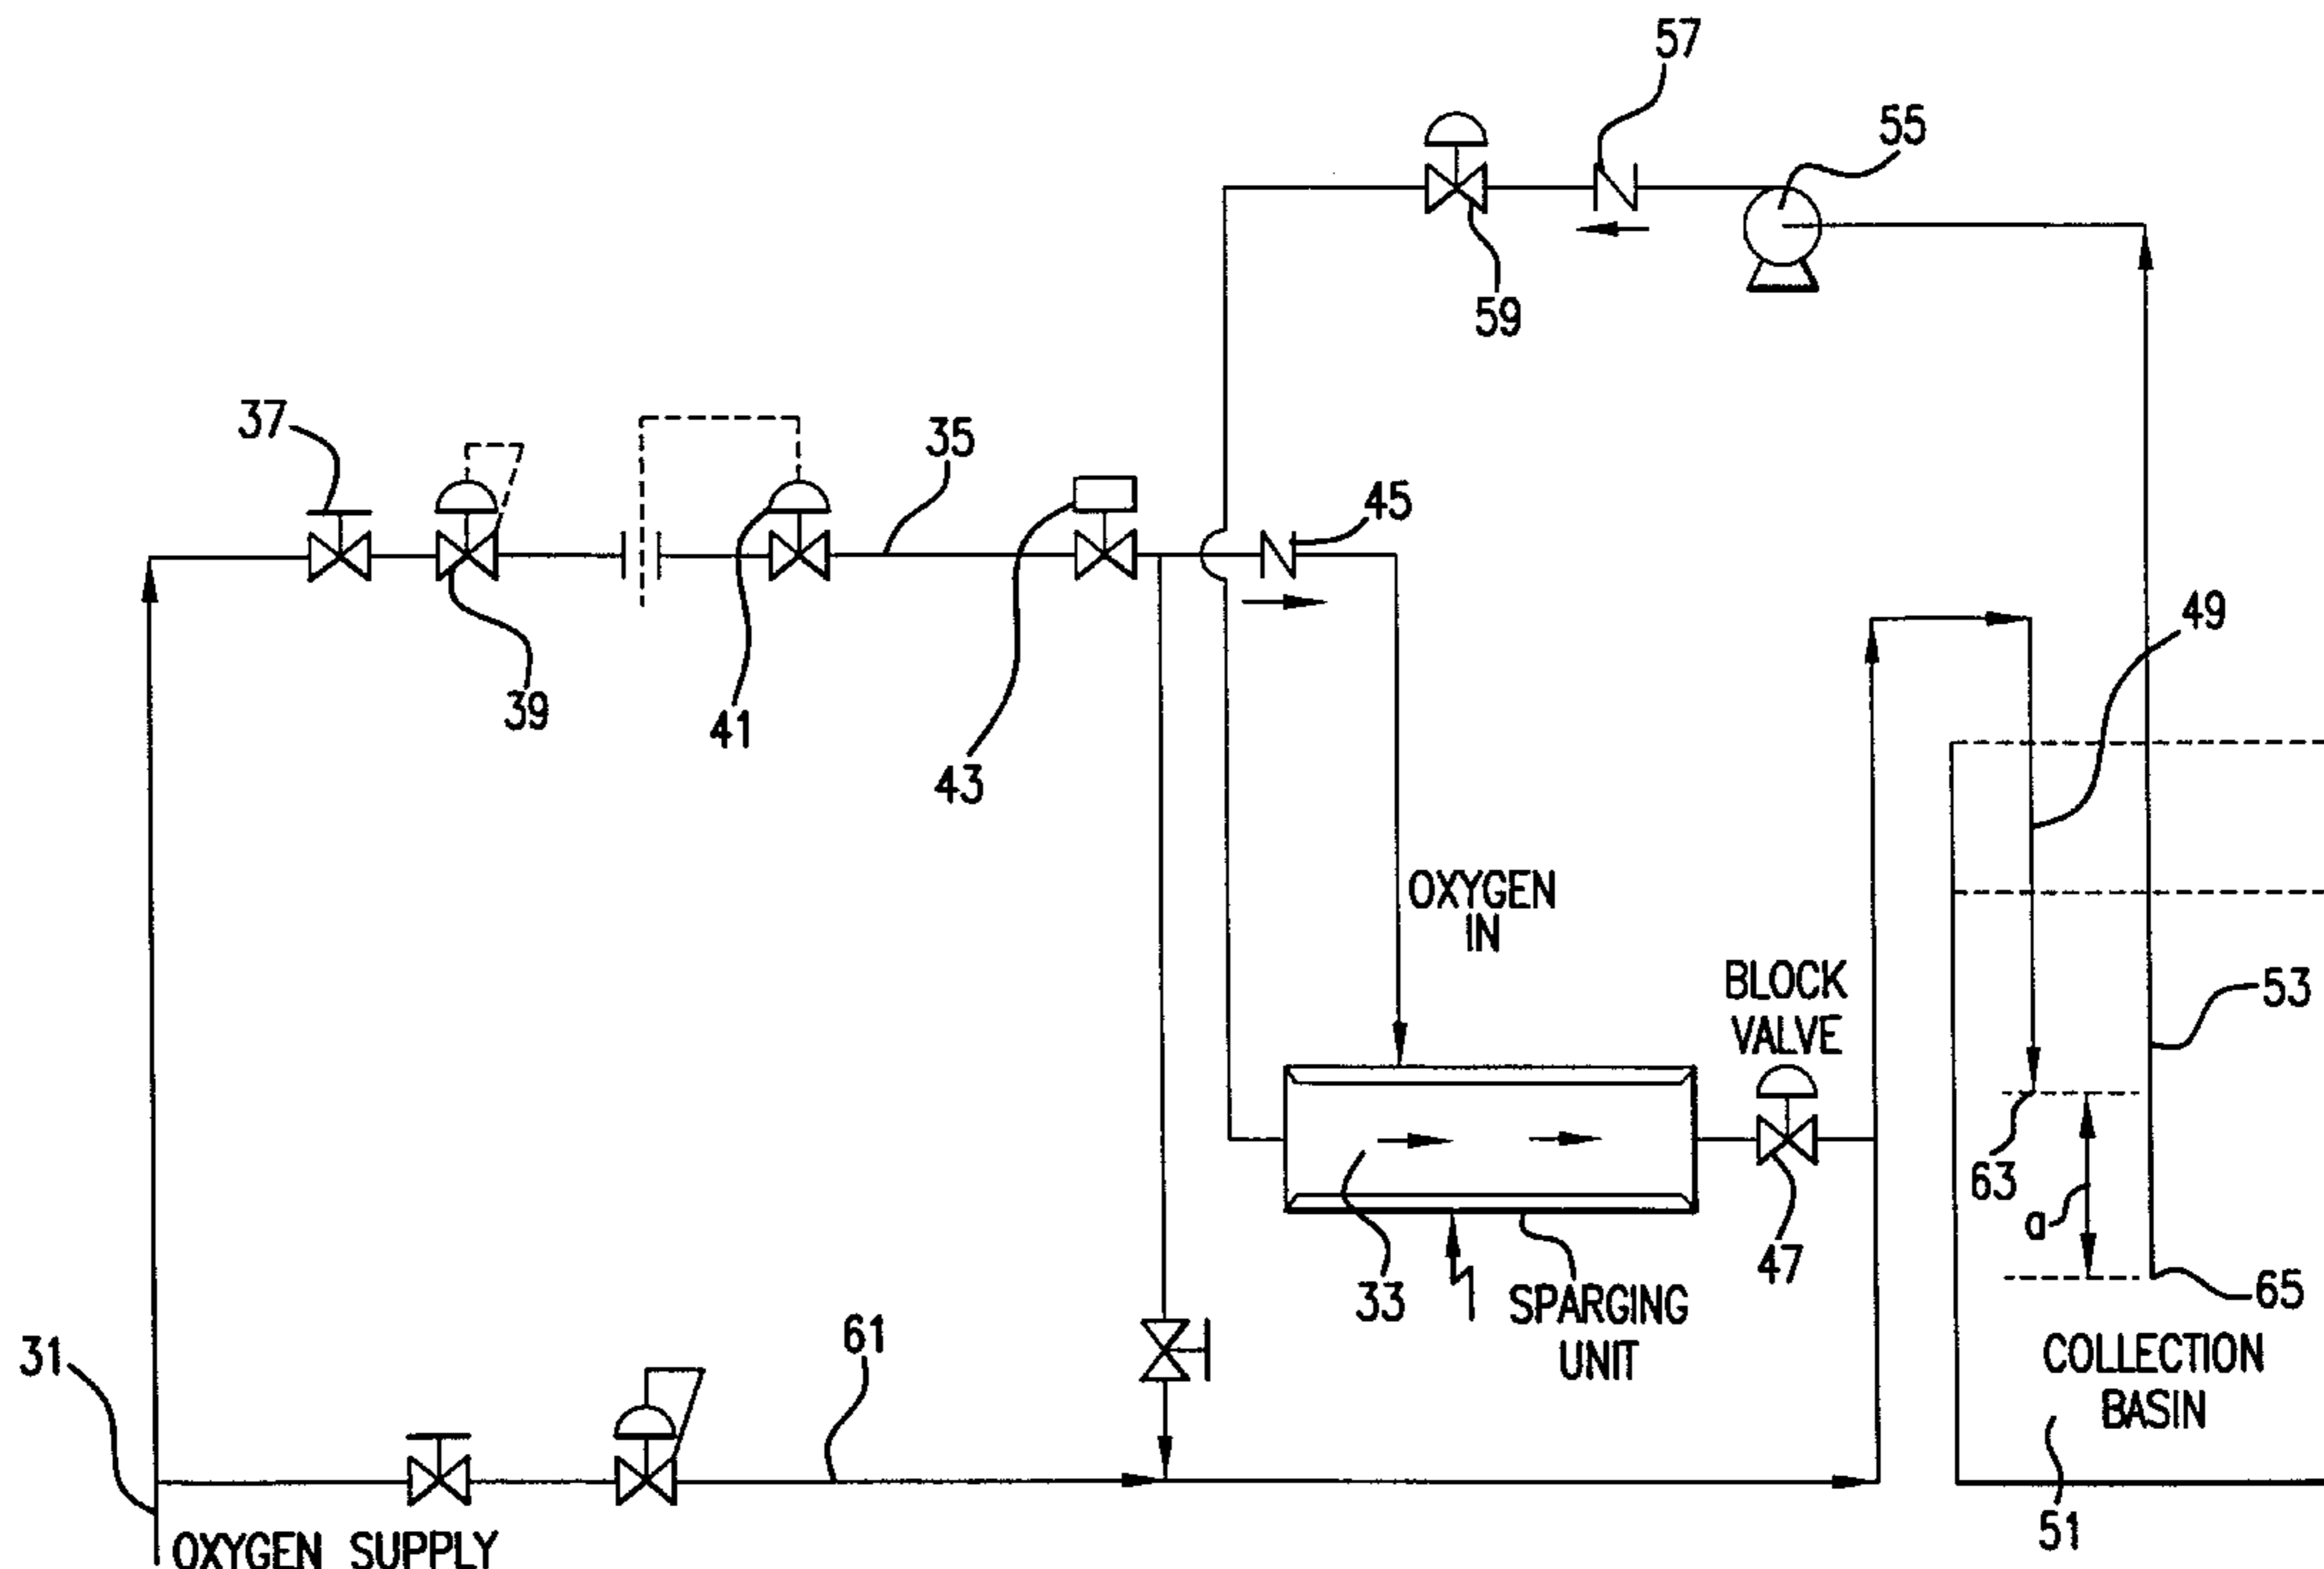 57
55
59
37
35
45
49
39
41
43
OXYGEN
IN
BLOCK
VALVE
53
63
a
47
33
65
SPARGING
UNIT
31
61
COLLECTION
BASIN
51
OXYGEN SUPPLY